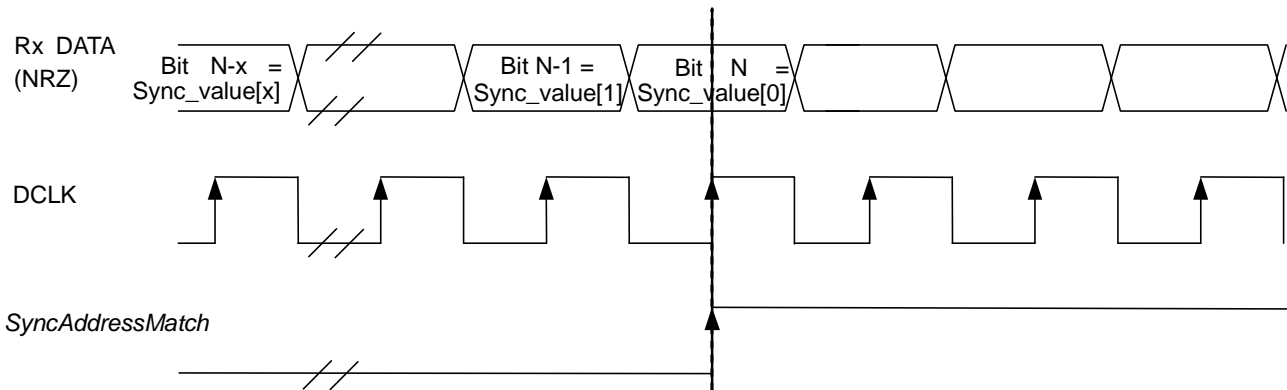 Rx DATA
(NRZ)
Bit N-x =
Sync_value[x]
Bit N-1 =
Sync_value[1]
Bit N =
Sync_value[0]
DCLK
SyncAddressMatch